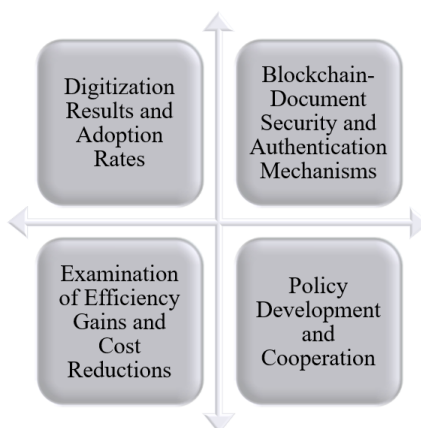 Digitization
Results and
Adoption
Rates
Blockchain-
Document
Security and
Authentication
Mechanisms
Examination
of Efficiency
Gains and
Cost
Reductions
Policy
Development
and
Cooperation